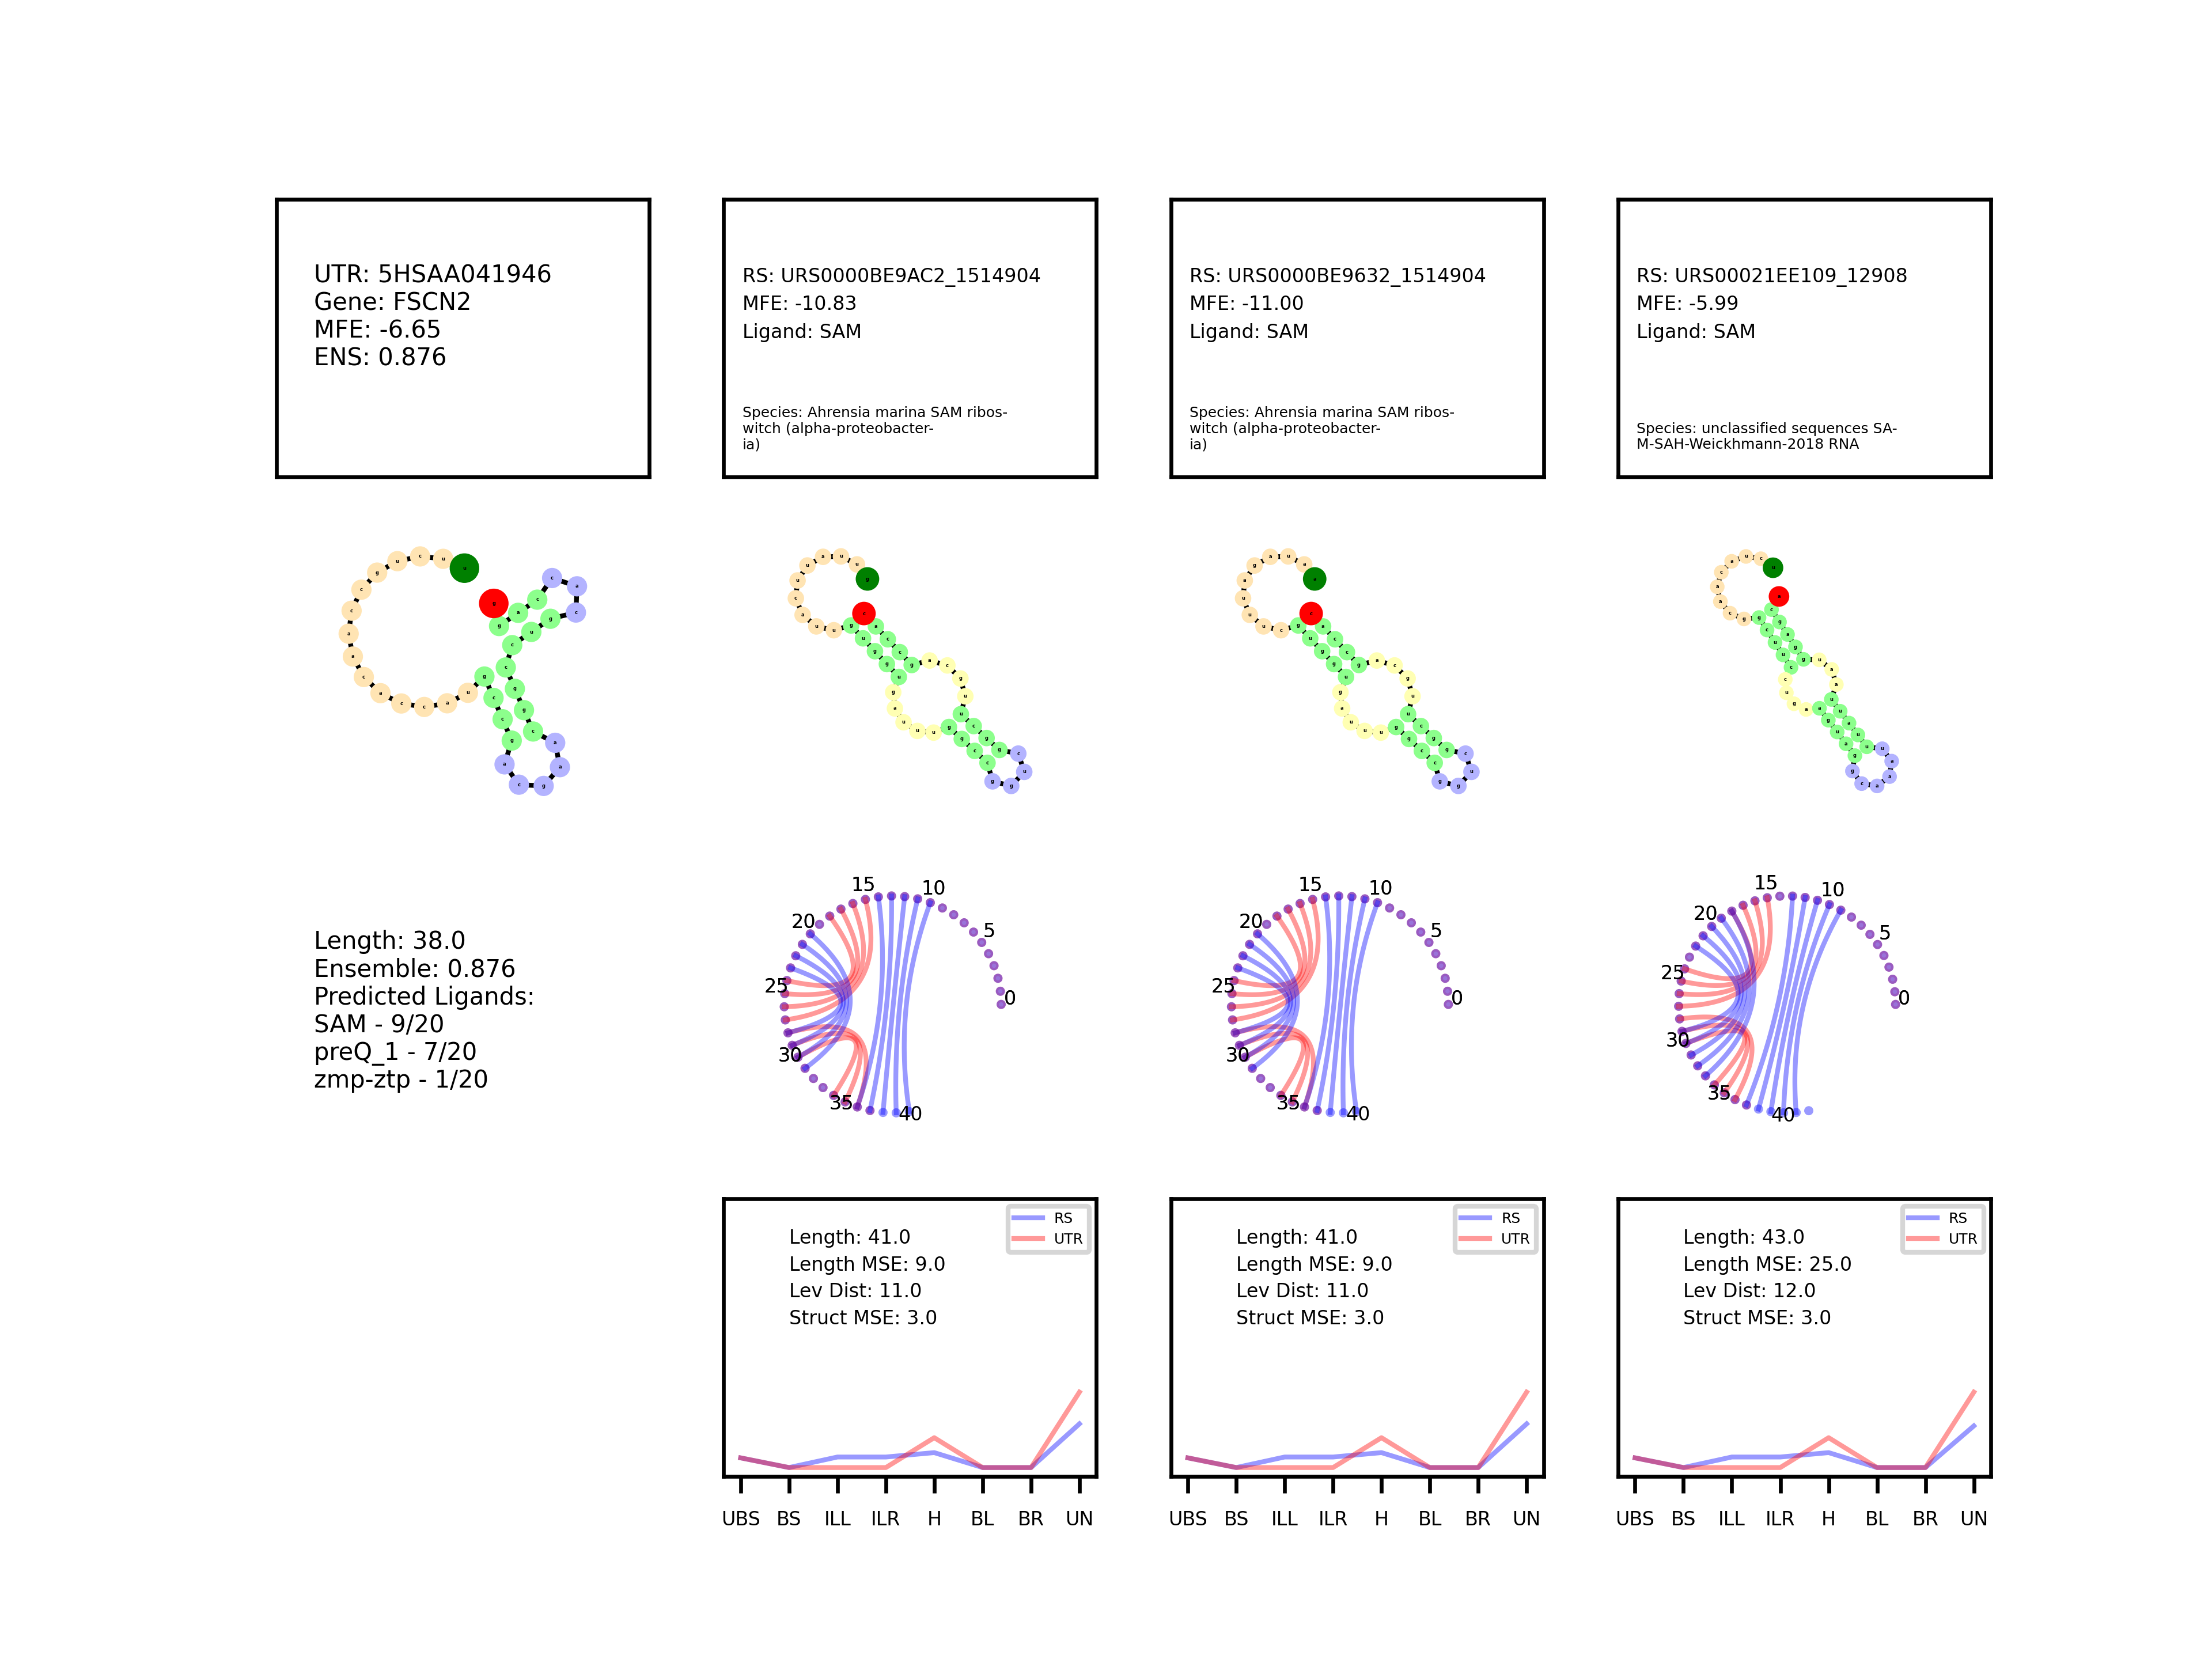 UTR: 5HSAA041946
Gene: FSCN2
MFE: -6.65
ENS: 0.876
RS: URS0000BE9AC2_1514904
MFE: -10.83
Ligand: SAM
Species: Ahrensia marina SAM ribos-
witch (alpha-proteobacter-
ia)
RS: URS0000BE9632_1514904
MFE: -11.00
Ligand: SAM
Species: Ahrensia marina SAM ribos-
witch (alpha-proteobacter-
ia)
RS: URS00021EE109_12908
MFE: -5.99
Ligand: SAM
Species: unclassified sequences SA-
M-SAH-Weickhmann-2018 RNA
Length: 38.0
Ensemble: 0.876
Predicted Ligands:
SAM - 9/20
preQ_1 - 7/20
zmp-ztp - 1/20
0
5
10
15
20
25
30
35
40
0
5
10
15
20
25
30
35
40
0
5
10
15
20
25
30
35
40
RS
UTR
Length: 41.0
Length MSE: 9.0
Lev Dist: 11.0
Struct MSE: 3.0
UBS BS ILL ILR H BL BR UN
RS
UTR
Length: 41.0
Length MSE: 9.0
Lev Dist: 11.0
Struct MSE: 3.0
UBS BS ILL ILR H BL BR UN
RS
UTR
Length: 43.0
Length MSE: 25.0
Lev Dist: 12.0
Struct MSE: 3.0
UBS BS ILL ILR H BL BR UN